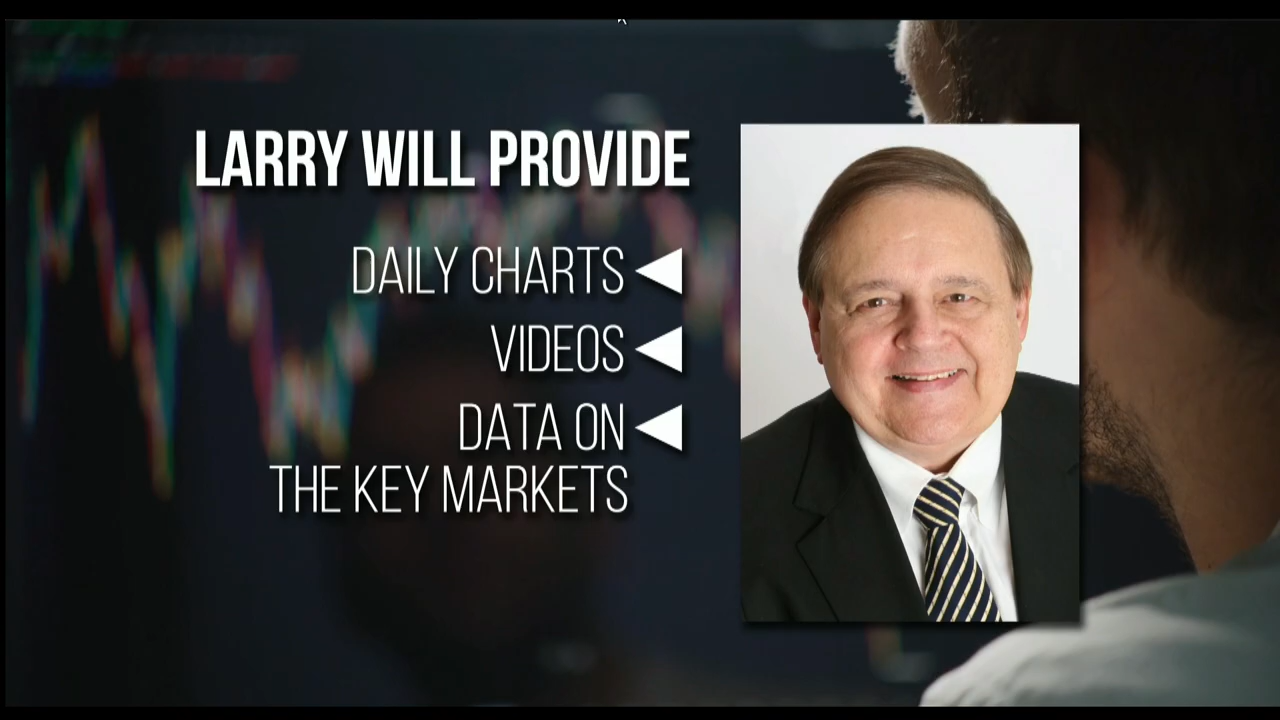 LARRY WILL PROVIDE
DAILY CHARTS
VIDEOS
DATA ON
THE KEY MARKETS